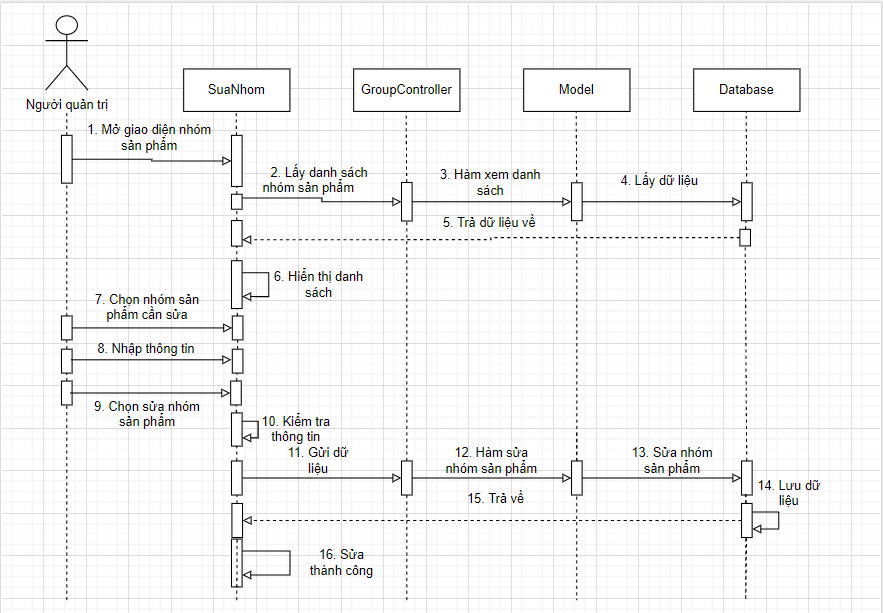 SuaNhom
GroupController
Model
Database
Người quản trị
1. Mở giao diện nhóm
sản phẩm
2. Lấy danh sách
nhóm sản phẩm
3. Hàm xem danh
sách
4. Lấy dữ liệu
5. Trả dữ liệu về
6. Hiển thị danh
sách
7. Chọn nhóm sản
phẩm cần sửa
8. Nhập thông tin
9. Chọn sửa nhóm
sản phẩm
10. Kiểm tra
thông tin
11. Gửi dữ
liệu
12. Hàm sửa
nhóm sản phẩm
13. Sửa nhóm
sản phẩm
14. Lưu dữ
liệu
15. Trả về
16. Sửa
thành công